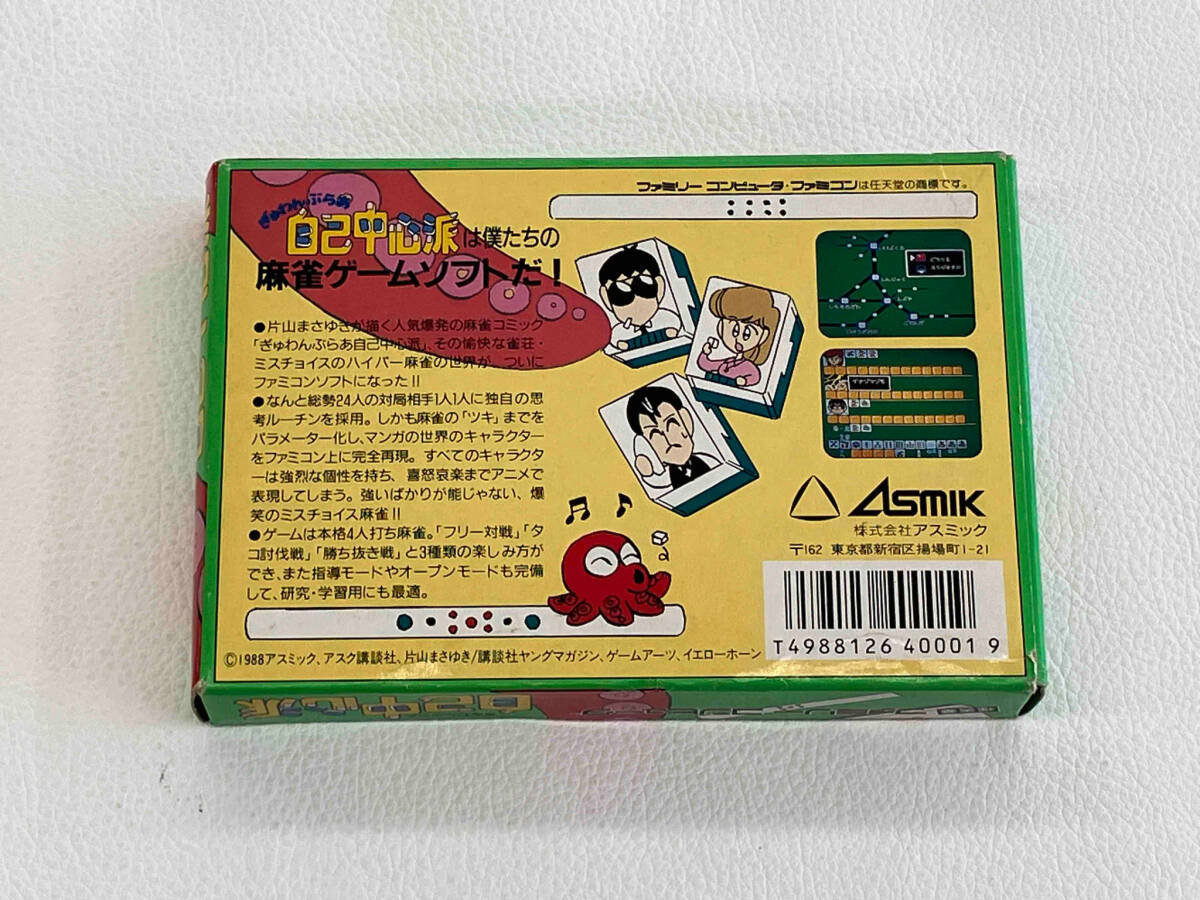 ファミリー コンピュータ・ファミコンは任天堂の商標です。
ぎゅわんぶらあ
自己中心派は僕たちの
麻雀ゲームソフトだ!
●片山まさゆきが描く人気爆発の麻雀コミック
「ぎゅわんぶらあ自己中心派」、その愉快な雀荘・
ミスチョイスのハイパー麻雀の世界が、ついに
ファミコンソフトになった!!
●なんと総勢24人の対局相手1人1人に独自の思
考ルーチンを採用。しかも麻雀の「ツキ」までを
パラメーター化し、マンガの世界のキャラクター
をファミコン上に完全再現。すべてのキャラクタ
ーは強烈な個性を持ち、喜怒哀楽までアニメで
表現してしまう。強いばかりが能じゃない、爆
笑のミスチョイス麻雀!!
●ゲームは本格4人打ち麻雀。「フリー対戦」「タ
コ討伐戦」「勝ち抜き戦」と3種類の楽しみ方が
でき、また指導モードやオープンモードも完備
して、研究・学習用にも最適。
ASMIK
株式会社アスミック
〒162 東京都新宿区揚場町1-21
T4988126 400019
©1988アスミック、アスク講談社、片山まさゆき/講談社ヤングマガジン、ゲームアーツ、イエローホーン
自己中心派